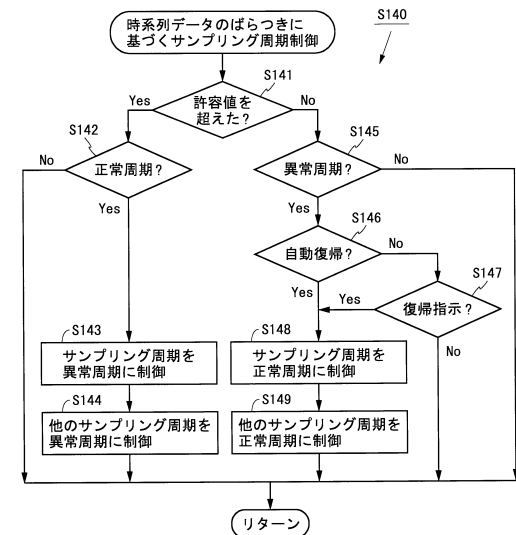 S140
時系列データのばらつきに
基づくサンプリング周期制御
S141
Yes
許容値を
超えた?
No
S142
No
正常周期?
Yes
S145
異常周期?
No
Yes
S146
自動復帰?
No
Yes
S147
Yes
復帰指示?
No
S143
サンプリング周期を
異常周期に制御
S148
サンプリング周期を
正常周期に制御
S144
他のサンプリング周期を
異常周期に制御
S149
他のサンプリング周期を
正常周期に制御
リターン